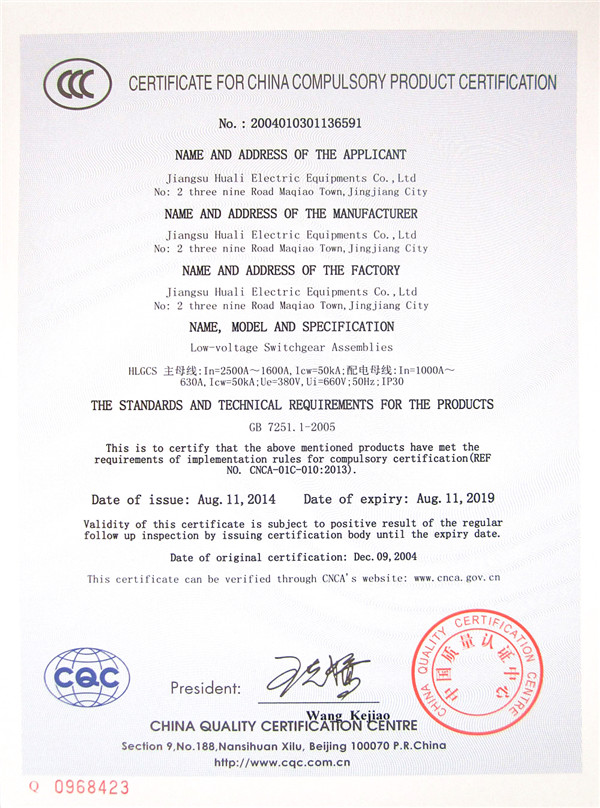 CCC
CERTIFICATE FOR CHINA COMPULSORY PRODUCT CERTIFICATION
No.: 2004010301136591
NAME AND ADDRESS OF THE APPLICANT
Jiangsu Huali Electric Equipments Co.,Ltd
No: 2 three nine Road Maqiao Town,Jingjiang City
NAME AND ADDRESS OF THE MANUFACTURER
Jiangsu Huali Electric Equipments Co.,Ltd
No: 2 three nine Road Maqiao Town,Jingjiang City
NAME AND ADDRESS OF THE FACTORY
Jiangsu Huali Electric Equipments Co.,Ltd
No: 2 three nine Road Maqiao Town,Jingjiang City
NAME, MODEL AND SPECIFICATION
Low-voltage Switchgear Assemblies
HLGCS 主母线:In=2500A～1600A,Icw=50kA;配电母线:In=1000A～
630A,Icw=50kA;Ue=380V,Ui=660V;50Hz;IP30
THE STANDARDS AND TECHNICAL REQUIREMENTS FOR THE PRODUCTS
GB 7251.1-2005
This is to certify that the above mentioned products have met the
requirements of implementation rules for compulsory certification(REF
NO. CNCA-01C-010:2013).
Date of issue: Aug.11,2014 Date of expiry: Aug.11,2019
Validity of this certificate is subject to positive result of the regular
follow up inspection by issuing certification body until the expiry date.
Date of original certification: Dec.09,2004
This certificate can be verified through CNCA's website: www.cnca.gov.cn
CQC
President:
王克娇
Wang Kejiao
CHINA QUALITY CERTIFICATION CENTRE
中国质量认证中心
CHINA QUALITY CERTIFICATION CENTRE
Section 9,No.188,Nansihuan Xilu, Beijing 100070 P.R.China
http://www.cqc.com.cn
Q 0968423